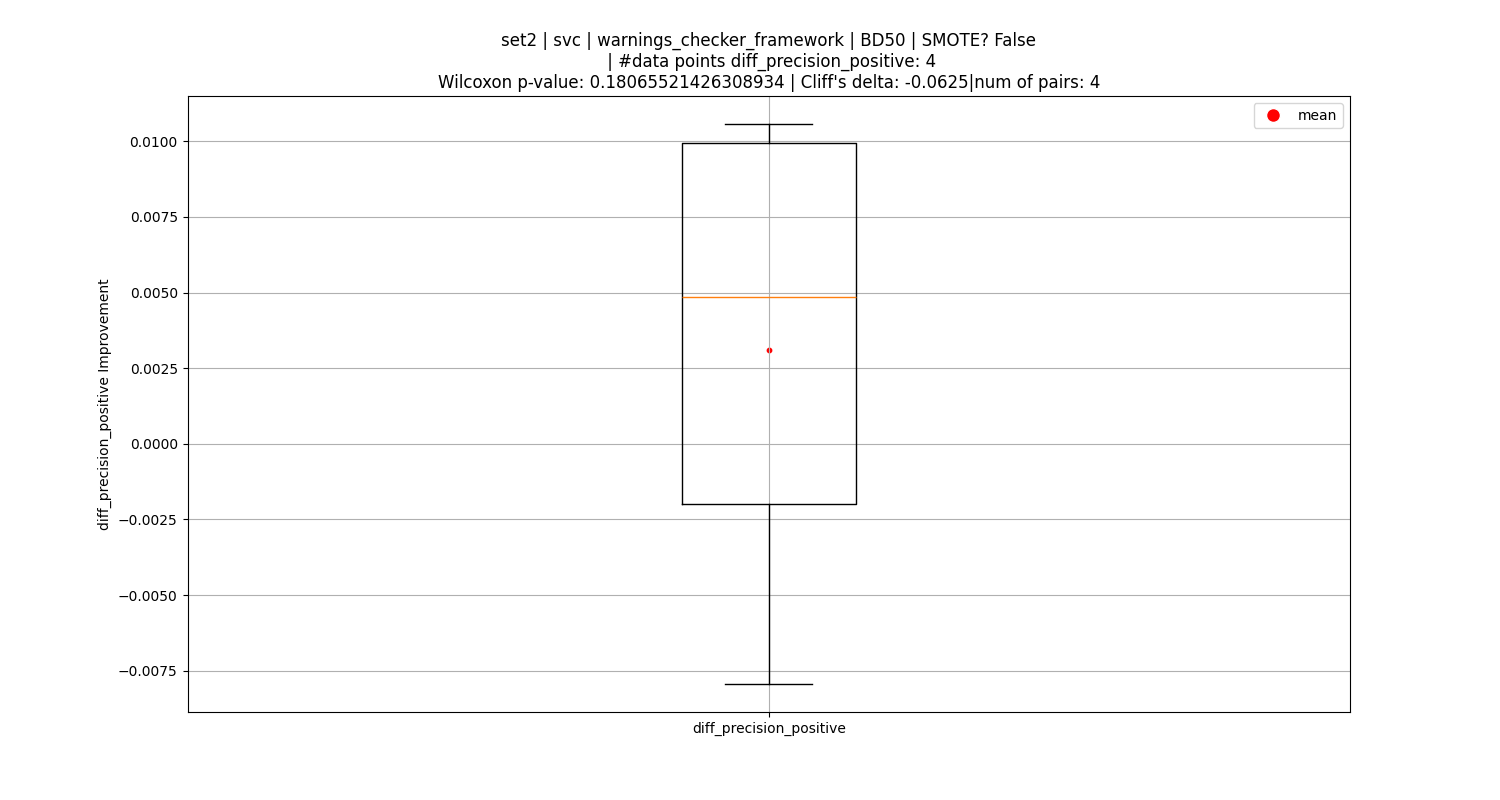 set2 | svc | warnings_checker_framework | BD50 | SMOTE? False
| #data points diff_precision_positive: 4
Wilcoxon p-value: 0.18065521426308934 | Cliff's delta: -0.0625|num of pairs: 4
mean
0.0100
0.0075
0.0050
0.0025
0.0000
−0.0025
−0.0050
−0.0075
diff_precision_positive Improvement
diff_precision_positive